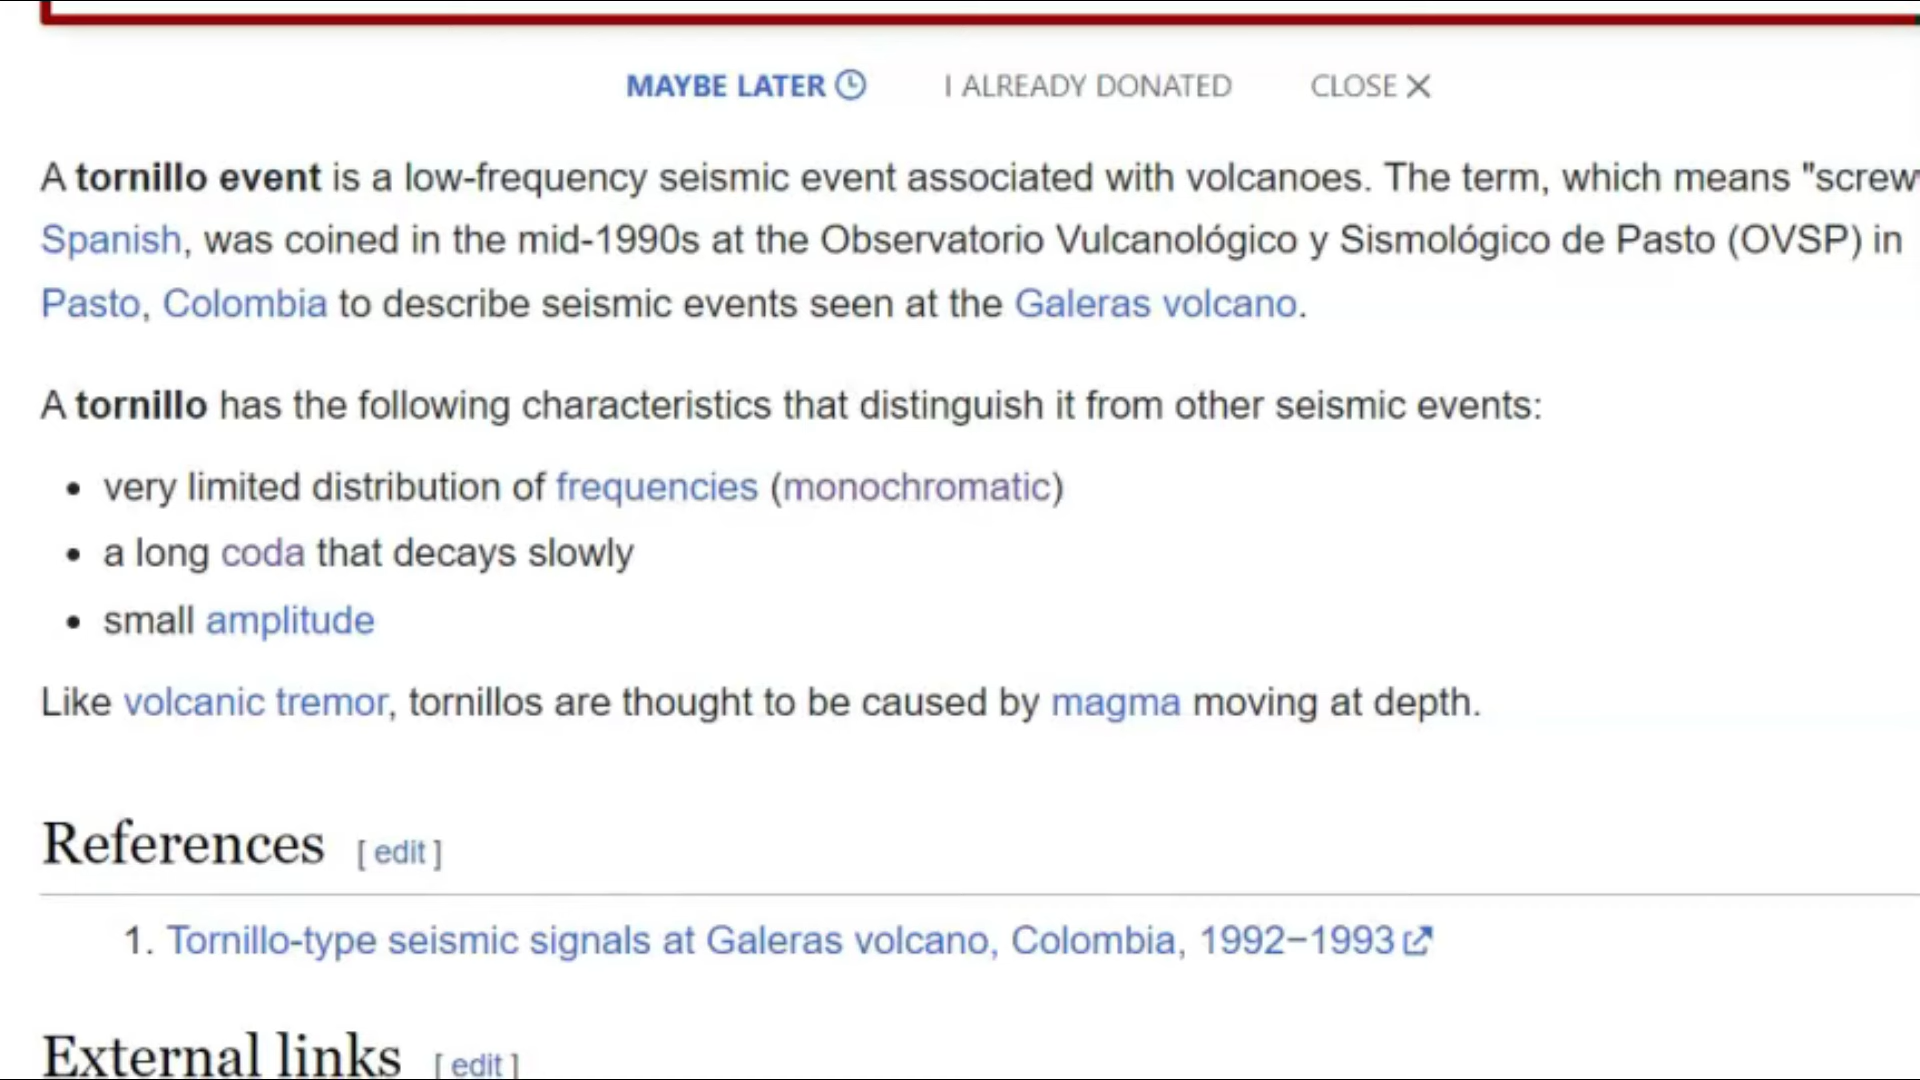 MAYBE LATER I ALREADY DONATED CLOSE
A tornillo event is a low-frequency seismic event associated with volcanoes. The term, which means "screw"
Spanish, was coined in the mid-1990s at the Observatorio Vulcanológico y Sismológico de Pasto (OVSP) in
Pasto, Colombia to describe seismic events seen at the Galeras volcano.
A tornillo has the following characteristics that distinguish it from other seismic events:
• very limited distribution of frequencies (monochromatic)
• a long coda that decays slowly
• small amplitude
Like volcanic tremor, tornillos are thought to be caused by magma moving at depth.
References [ edit ]
1. Tornillo-type seismic signals at Galeras volcano, Colombia, 1992–1993
External links [ edit ]